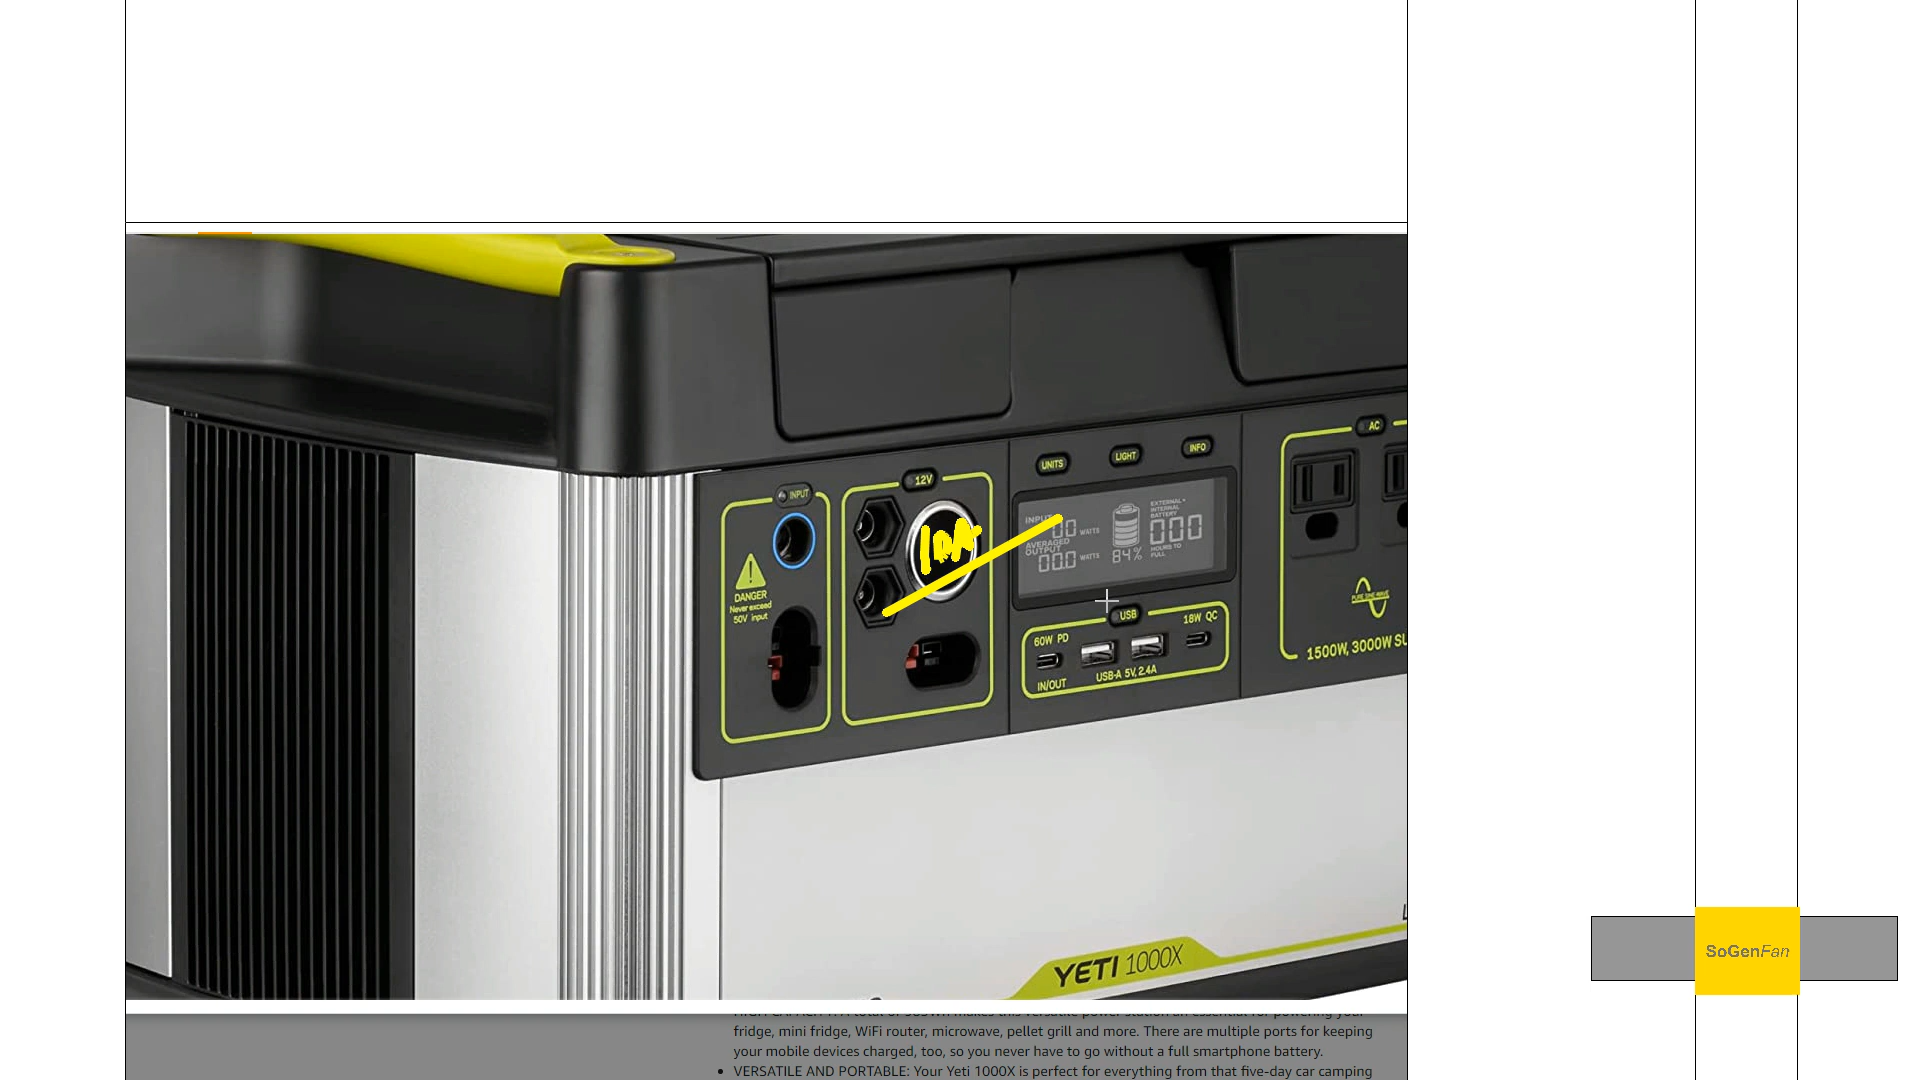 INPUT
12V
UNITS
LIGHT
INFO
AC
10A
INPUT
00 WATTS
AVERAGED
OUTPUT
00.0 WATTS
84%
EXTERNAL+
INTERNAL
BATTERY
000
HOURS TO
FULL
DANGER
Never exceed
50V input
USB
60W PD
18W QC
IN/OUT
USB-A 5V, 2.4A
PURE SINE WAVE
1500W, 3000W SU
YETI 1000X
SoGenFan
fridge, mini fridge, WiFi router, microwave, pellet grill and more. There are multiple ports for keeping
your mobile devices charged, too, so you never have to go without a full smartphone battery.
• VERSATILE AND PORTABLE: Your Yeti 1000X is perfect for everything from that five-day car camping